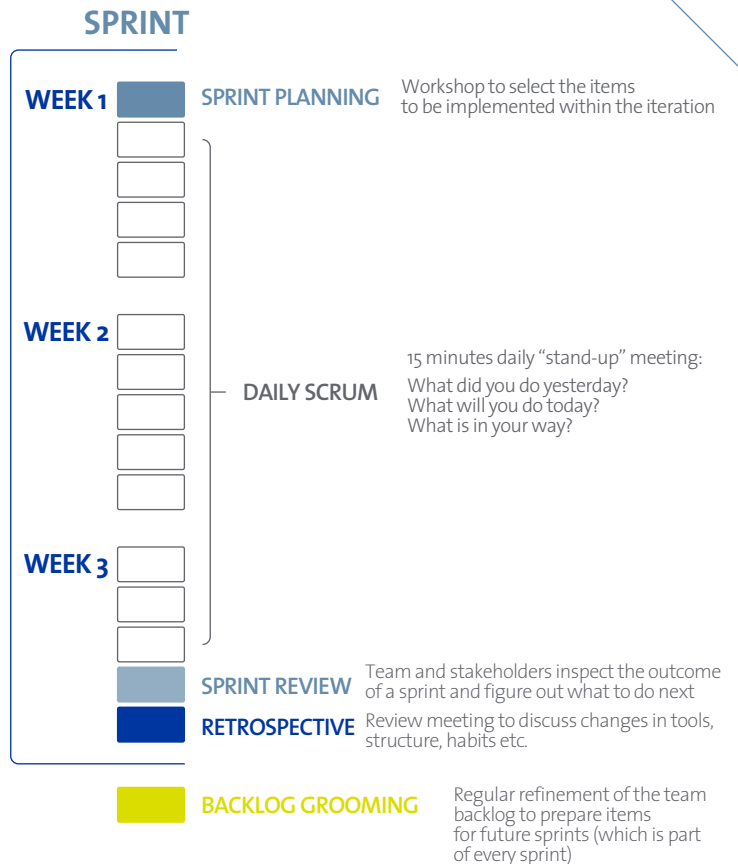 SPRINT
WEEK 1
SPRINT PLANNING
Workshop to select the items
to be implemented within the iteration
WEEK 2
DAILY SCRUM
15 minutes daily “stand-up” meeting:
What did you do yesterday?
What will you do today?
What is in your way?
WEEK 3
SPRINT REVIEW
Team and stakeholders inspect the outcome
of a sprint and figure out what to do next
RETROSPECTIVE
Review meeting to discuss changes in tools,
structure, habits etc.
BACKLOG GROOMING
Regular refinement of the team
backlog to prepare items
for future sprints (which is part
of every sprint)